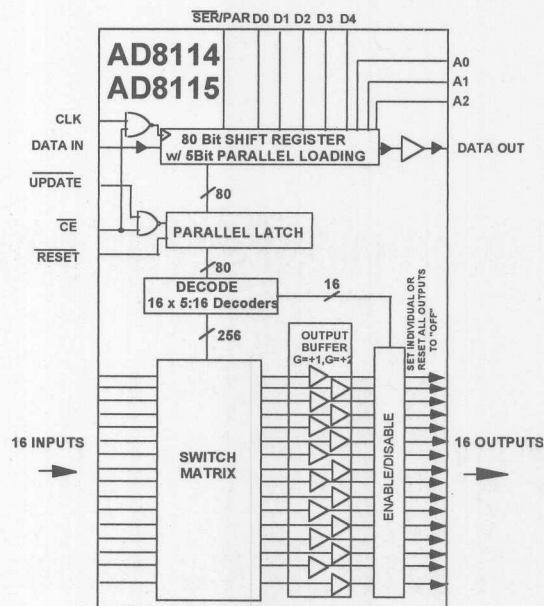 SER/PAR D0 D1 D2 D3 D4
AD8114
AD8115
A0
A1
A2
CLK
DATA IN
80 Bit SHIFT REGISTER
w/ 5Bit PARALLEL LOADING
DATA OUT
UPDATE
80
CE
PARALLEL LATCH
RESET
80
DECODE
16 x 5:16 Decoders
16
256
SET INDIVIDUAL OR
RESET ALL OUTPUTS
TO "OFF"
OUTPUT
BUFFER
G=+1,G=+2
16 INPUTS
SWITCH
MATRIX
ENABLE/DISABLE
16 OUTPUTS